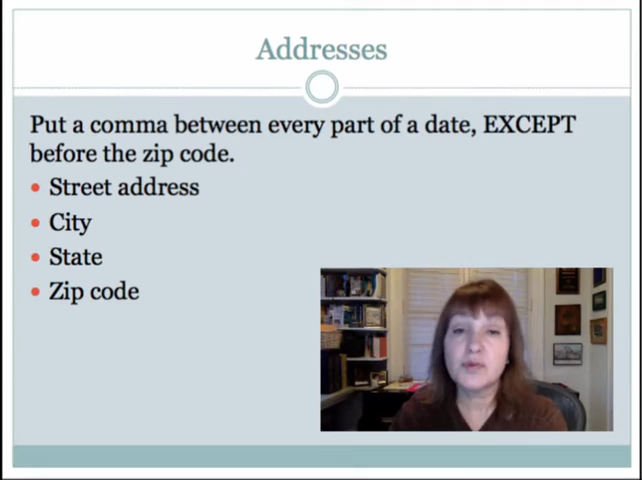 Addresses
Put a comma between every part of a date, EXCEPT
before the zip code.
Street address
City
State
Zip code